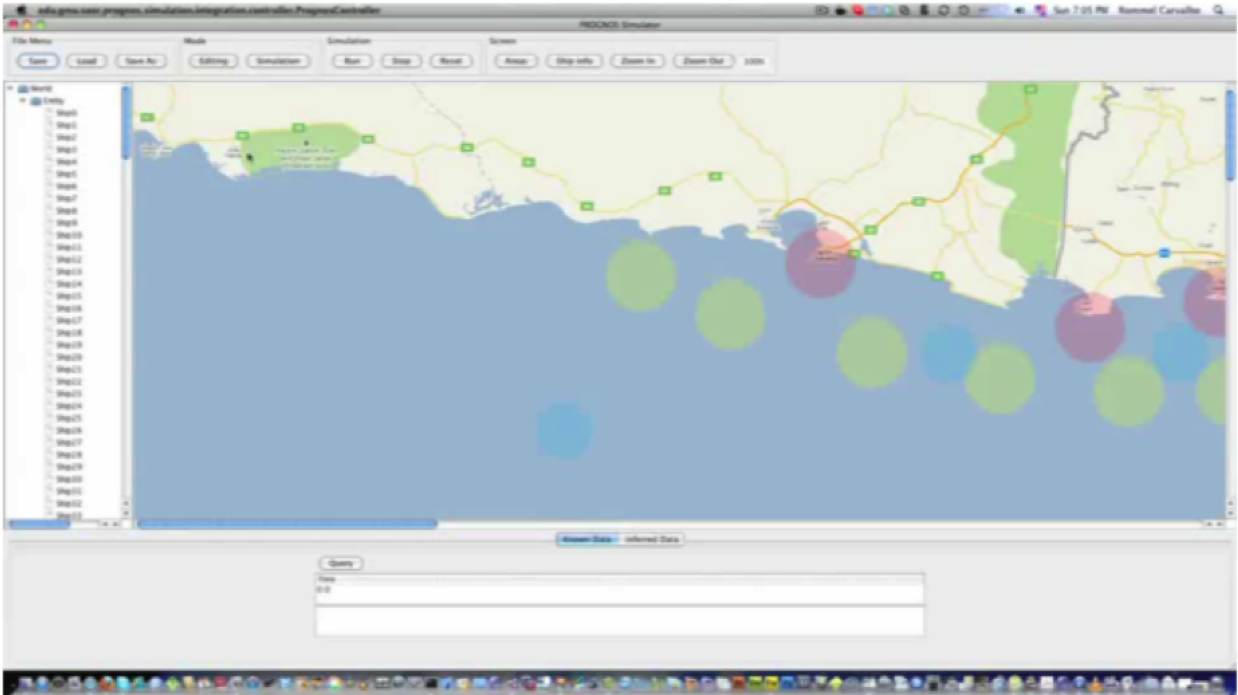 edu.gmu.seor.prognos.simulation.integration.controller.PrognosController
Sun 7:05 PM Rommel Carvalho
PROGNOS Simulator
File Menu
Mode
Simulation
Screen
Save
Load
Save As
Editing
Simulation
Run
Stop
Reset
Areas
Ship info
Zoom In
Zoom Out
100%
World
Entity
Ship0
Ship1
Ship2
Ship3
Ship4
Ship5
Ship6
Ship7
Ship8
Ship9
Ship10
Ship11
Ship12
Ship13
Ship14
Ship15
Ship16
Ship17
Ship18
Ship19
Ship20
Ship21
Ship22
Ship23
Ship24
Ship25
Ship26
Ship27
Ship28
Ship29
Ship30
Ship31
Ship32
Ship33
Known Data
Inferred Data
Query
Time
0.0